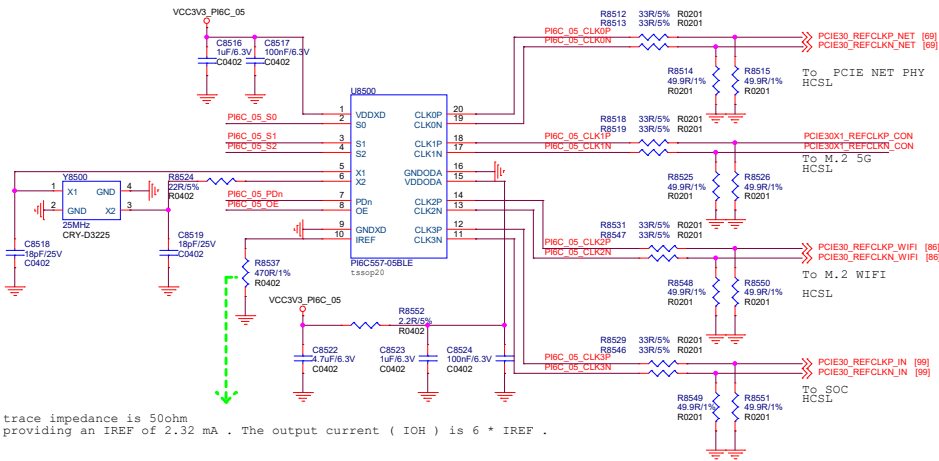 VCC3V3_PI6C_05
C8516
1uF/6.3V
C0402
C8517
100nF/6.3V
C0402
R8512 33R/5% R0201
R8513 33R/5% R0201
PI6C_05_CLK0P
PI6C_05_CLK0N
PCIE30_REFCLKP_NET [69]
PCIE30_REFCLKN_NET [69]
R8514
49.9R/1%
R0201
R8515
49.9R/1%
R0201
To PCIE NET PHY
HCSL
U8500
1 VDDXD CLK0P 20
2 S0 CLK0N 19
3 S1 CLK1P 18
4 S2 CLK1N 17
5 X1 GNDODA 16
6 X2 VDDODA 15
7 PDn CLK2P 14
8 OE CLK2N 13
9 GNDXD CLK3P 12
10 IREF CLK3N 11
PI6C557-05BLE
tssop20
PI6C_05_S0
PI6C_05_S1
PI6C_05_S2
PI6C_05_PDn
PI6C_05_OE
R8518 33R/5% R0201
R8519 33R/5% R0201
PI6C_05_CLK1P
PI6C_05_CLK1N
PCIE30X1_REFCLKP_CON
PCIE30X1_REFCLKN_CON
To M.2 5G
HCSL
R8525
49.9R/1%
R0201
R8526
49.9R/1%
R0201
Y8500
1 X1 GND 4
2 GND X2 3
25MHz
CRY-D3225
R8524
22R/5%
R0402
C8518
18pF/25V
C0402
C8519
18pF/25V
C0402
R8537
470R/1%
R0402
R8531 33R/5% R0201
R8547 33R/5% R0201
PI6C_05_CLK2P
PI6C_05_CLK2N
PCIE30_REFCLKP_WIFI [86]
PCIE30_REFCLKN_WIFI [86]
To M.2 WIFI
HCSL
R8548
49.9R/1%
R0201
R8550
49.9R/1%
R0201
VCC3V3_PI6C_05
R8552
2.2R/5%
R0402
C8522
4.7uF/6.3V
C0402
C8523
1uF/6.3V
C0402
C8524
100nF/6.3V
C0402
R8529 33R/5% R0201
R8546 33R/5% R0201
PI6C_05_CLK3P
PI6C_05_CLK3N
PCIE30_REFCLKP_IN [99]
PCIE30_REFCLKN_IN [99]
To SOC
HCSL
R8549
49.9R/1%
R0201
R8551
49.9R/1%
R0201
trace impedance is 50ohm
providing an IREF of 2.32 mA . The output current ( IOH ) is 6 * IREF .